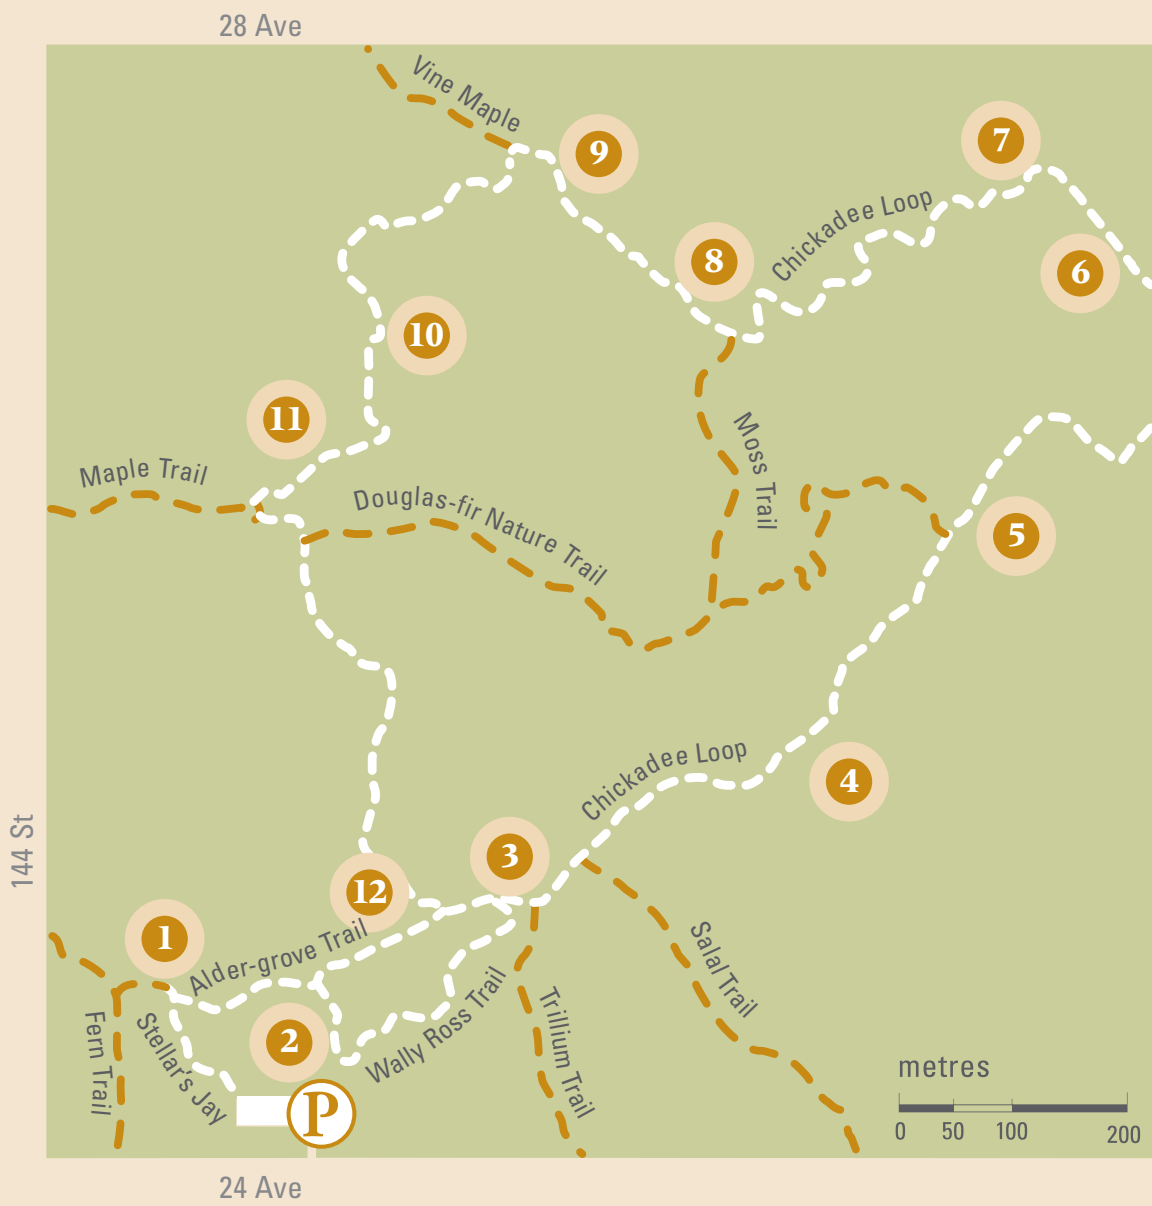 28 Ave
Vine Maple
9
7
Chickadee Loop
8
6
10
11
Maple Trail
Douglas-fir Nature Trail
Moss Trail
5
Chickadee Loop
4
144 St
3
12
1
Alder-grove Trail
2
Fern Trail
Stellar's Jay
Wally Ross Trail
Trillium Trail
Salal Trail
P
metres
0 50 100 200
24 Ave